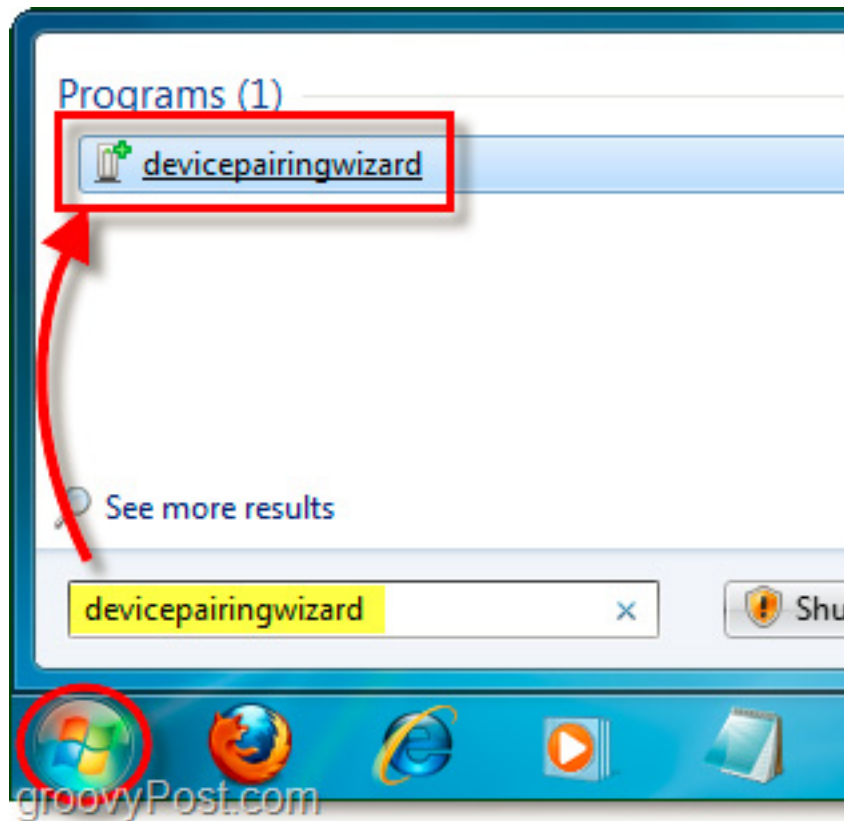 Programs (1)
devicepairingwizard
See more results
devicepairingwizard
Shu
groovyPost.com